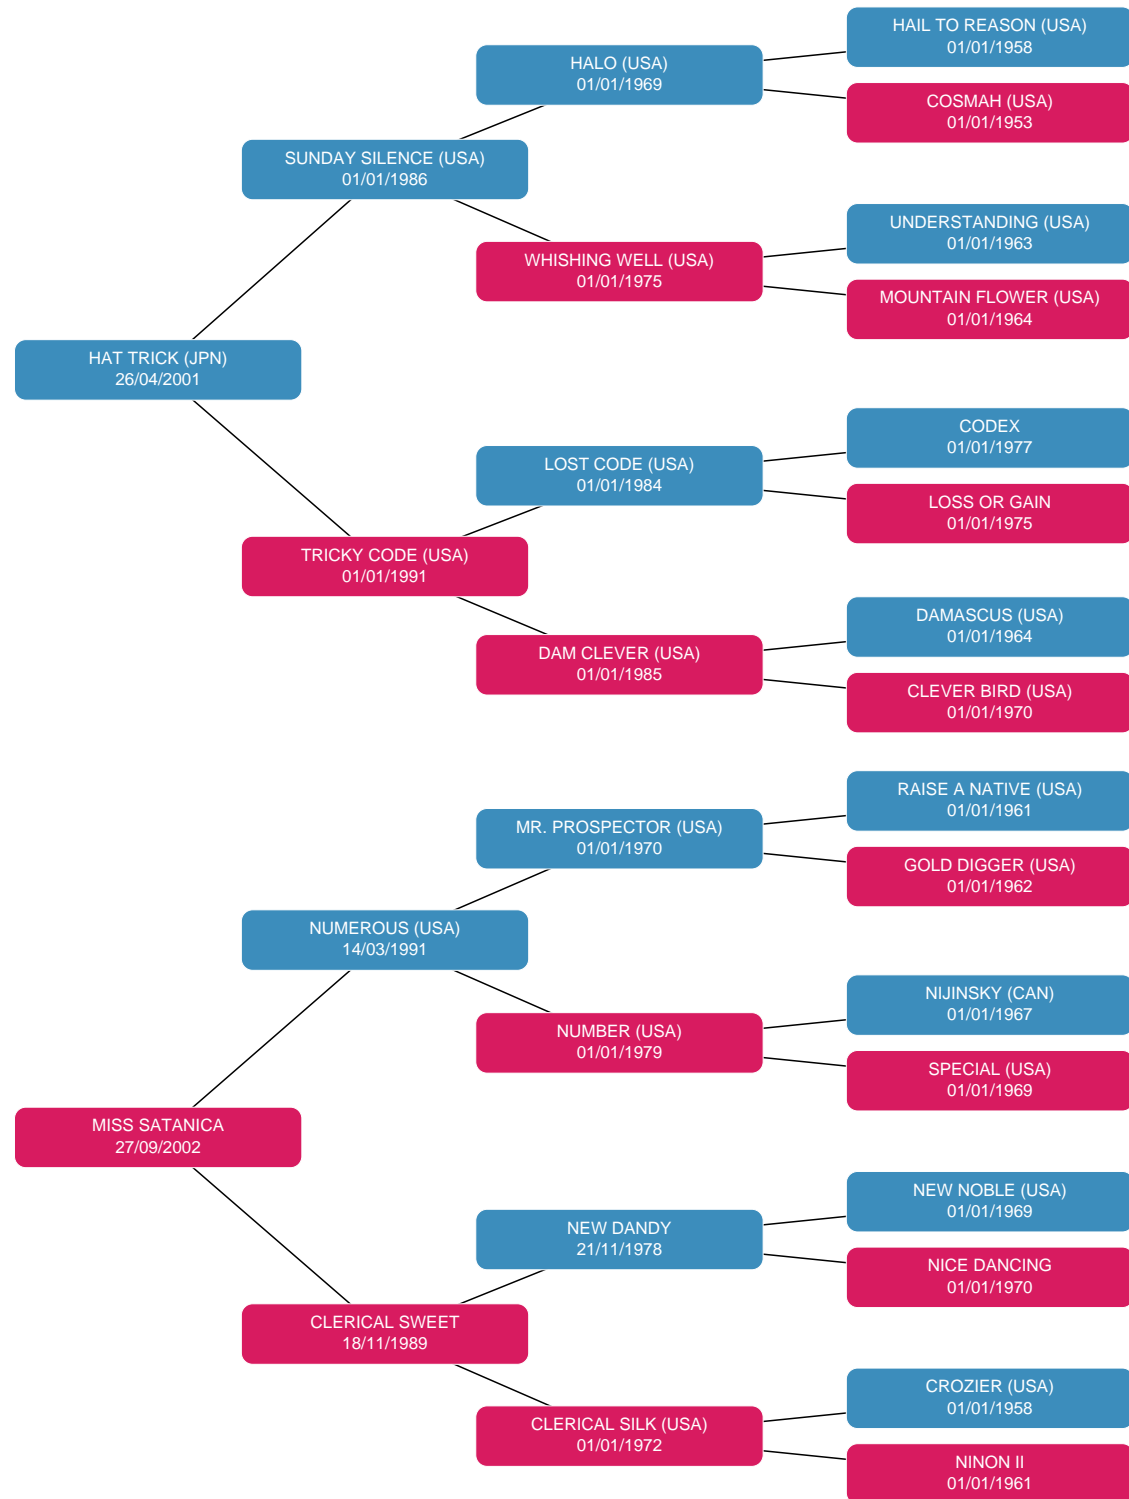 HAIL TO REASON (USA)
01/01/1958
HALO (USA)
01/01/1969
COSMAH (USA)
01/01/1953
SUNDAY SILENCE (USA)
01/01/1986
UNDERSTANDING (USA)
01/01/1963
WHISHING WELL (USA)
01/01/1975
MOUNTAIN FLOWER (USA)
01/01/1964
HAT TRICK (JPN)
26/04/2001
CODEX
01/01/1977
LOST CODE (USA)
01/01/1984
LOSS OR GAIN
01/01/1975
TRICKY CODE (USA)
01/01/1991
DAMASCUS (USA)
01/01/1964
DAM CLEVER (USA)
01/01/1985
CLEVER BIRD (USA)
01/01/1970
RAISE A NATIVE (USA)
01/01/1961
MR. PROSPECTOR (USA)
01/01/1970
GOLD DIGGER (USA)
01/01/1962
NUMEROUS (USA)
14/03/1991
NIJINSKY (CAN)
01/01/1967
NUMBER (USA)
01/01/1979
SPECIAL (USA)
01/01/1969
MISS SATANICA
27/09/2002
NEW NOBLE (USA)
01/01/1969
NEW DANDY
21/11/1978
NICE DANCING
01/01/1970
CLERICAL SWEET
18/11/1989
CROZIER (USA)
01/01/1958
CLERICAL SILK (USA)
01/01/1972
NINON II
01/01/1961